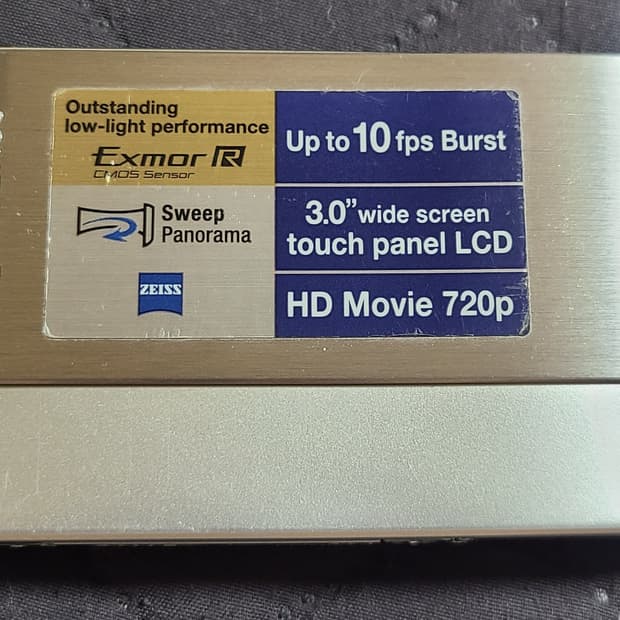 Outstanding
low-light performance
Exmor R
CMOS Sensor
Sweep
Panorama
ZEISS
Up to 10 fps Burst
3.0” wide screen
touch panel LCD
HD Movie 720p